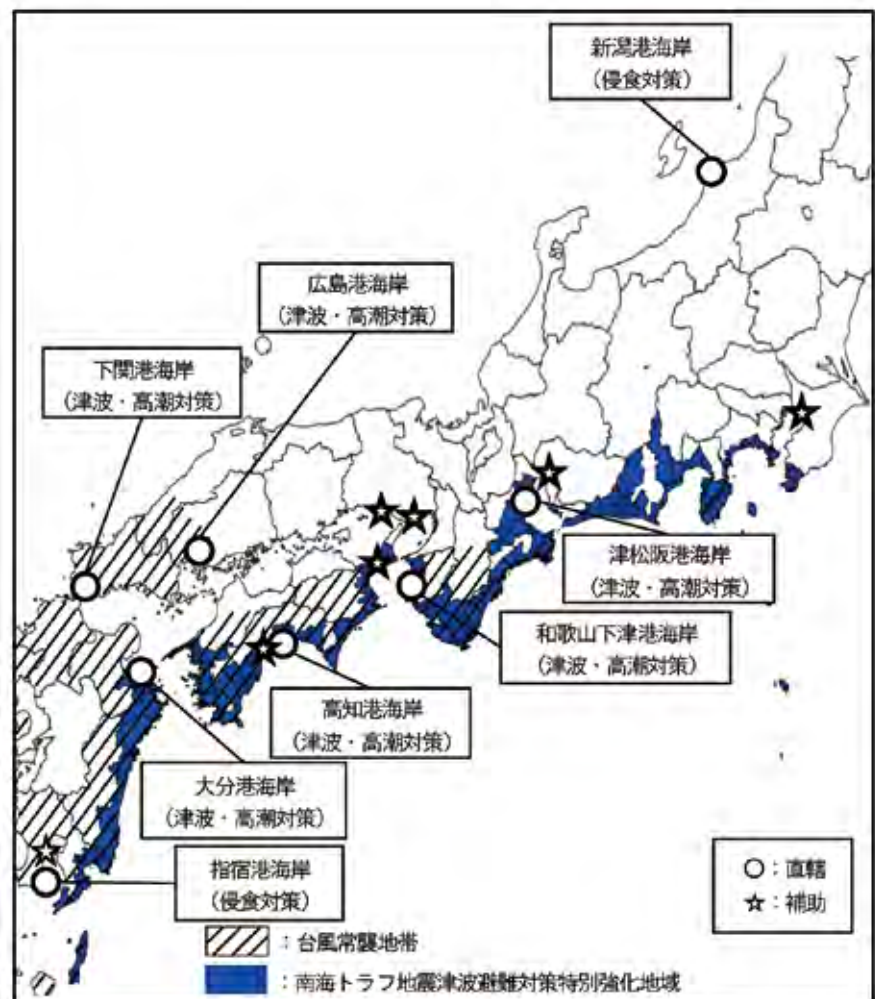 新潟港海岸
(侵食対策)
広島港海岸
(津波・高潮対策)
下関港海岸
(津波・高潮対策)
津松阪港海岸
(津波・高潮対策)
和歌山下津港海岸
(津波・高潮対策)
高知港海岸
(津波・高潮対策)
大分港海岸
(津波・高潮対策)
指宿港海岸
(侵食対策)
○:直轄
☆:補助
:台風常襲地帯
:南海トラフ地震津波避難対策特別強化地域